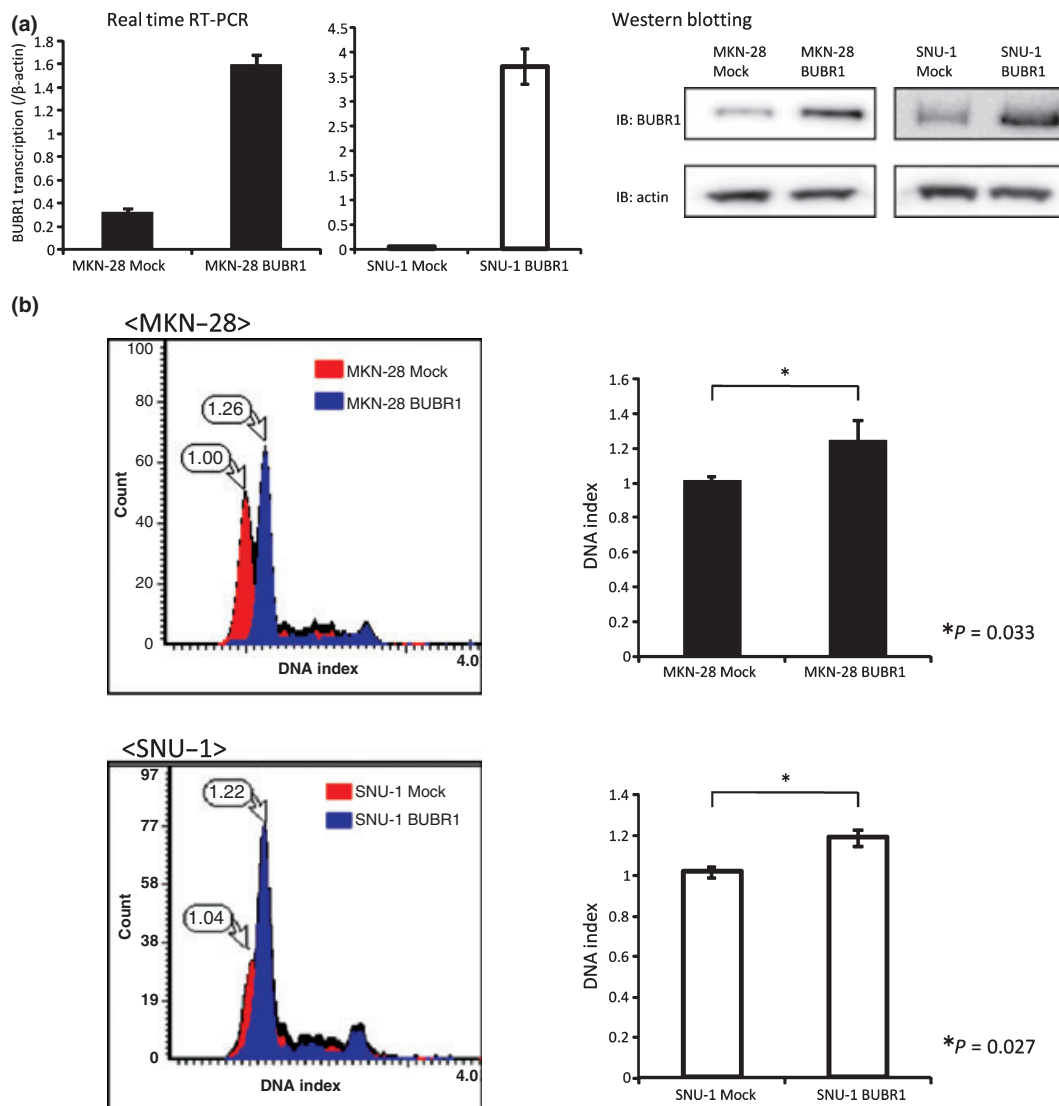 (a)
Real time RT-PCR
BUBR1 transcription (/β-actin)
1.8
1.6
1.4
1.2
1
0.8
0.6
0.4
0.2
0
MKN-28 Mock
MKN-28 BUBR1
4.5
4
3.5
3
2.5
2
1.5
1
0.5
0
SNU-1 Mock
SNU-1 BUBR1
Western blotting
MKN-28
Mock
MKN-28
BUBR1
SNU-1
Mock
SNU-1
BUBR1
IB: BUBR1
IB: actin
(b)
<MKN–28>
100
80
60
40
20
0
Count
1.26
1.00
MKN-28 Mock
MKN-28 BUBR1
DNA index
4.0
1.6
1.4
1.2
1
0.8
0.6
0.4
0.2
0
DNA index
*
MKN-28 Mock
MKN-28 BUBR1
*P = 0.033
<SNU–1>
97
77
58
38
19
0
Count
1.22
1.04
SNU-1 Mock
SNU-1 BUBR1
DNA index
4.0
1.4
1.2
1
0.8
0.6
0.4
0.2
0
DNA index
*
SNU-1 Mock
SNU-1 BUBR1
*P = 0.027